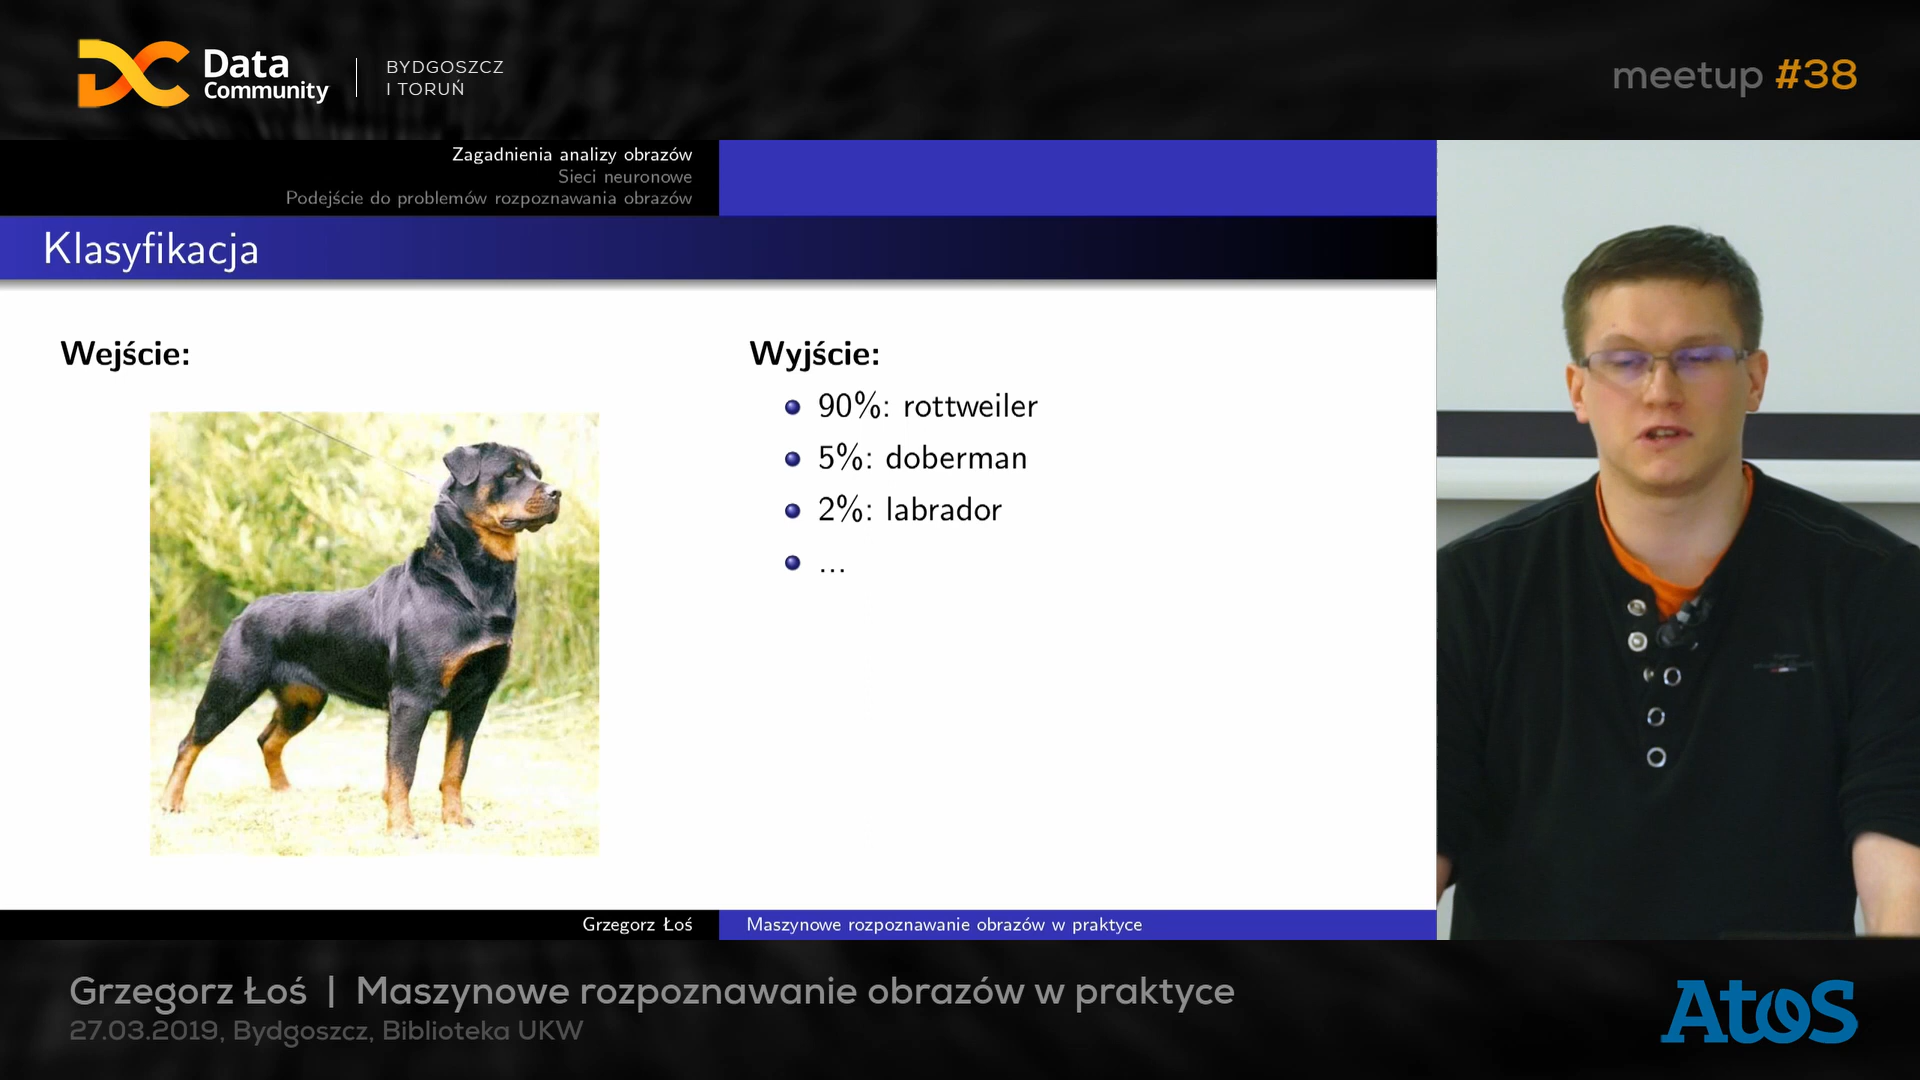 Data
Community
BYDGOSZCZ
I TORUŃ
meetup #38
Zagadnienia analizy obrazów
Sieci neuronowe
Podejście do problemów rozpoznawania obrazów
Klasyfikacja
Wejście:
Wyjście:
90%: rottweiler
5%: doberman
2%: labrador
...
Grzegorz Łoś
Maszynowe rozpoznawanie obrazów w praktyce
Grzegorz Łoś | Maszynowe rozpoznawanie obrazów w praktyce
27.03.2019, Bydgoszcz, Biblioteka UKW
Atos